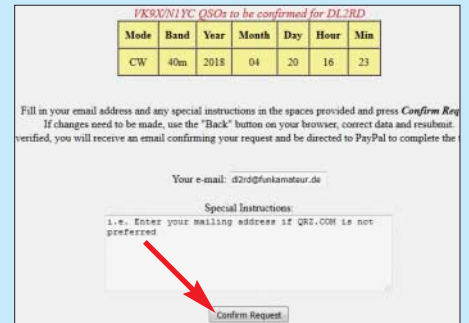 VK9X/N1YC QSOs to be confirmed for DL2RD
Mode Band Year Month Day Hour Min
CW 40m 2018 04 20 16 23
Fill in your email address and any special instructions in the spaces provided and press Confirm Req
If changes need to be made, use the "Back" button on your browser, correct data and resubmit.
verified, you will receive an email confirming your request and be directed to PayPal to complete the
Your e-mail: dl2rd@funkamateur.de
Special Instructions:
i.e. Enter your mailing address if QRZ.COM is not
preferred
Confirm Request